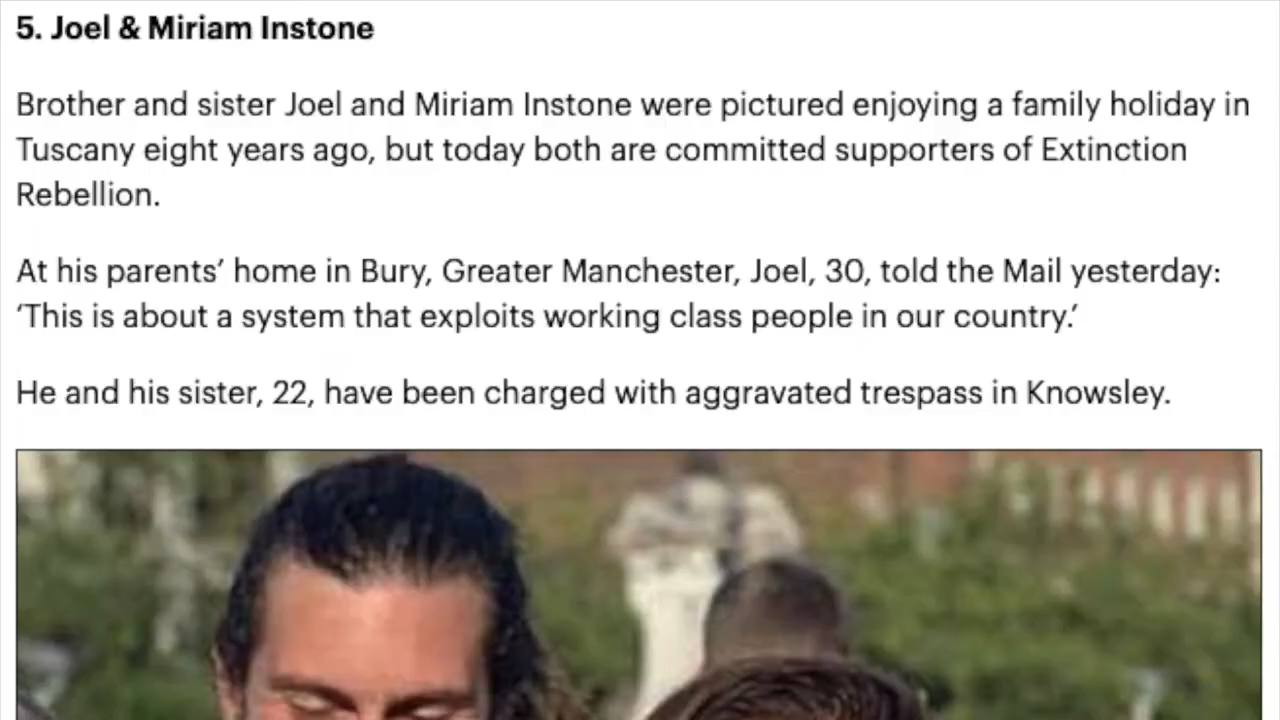 5. Joel & Miriam Instone
Brother and sister Joel and Miriam Instone were pictured enjoying a family holiday in
Tuscany eight years ago, but today both are committed supporters of Extinction
Rebellion.
At his parents’ home in Bury, Greater Manchester, Joel, 30, told the Mail yesterday:
‘This is about a system that exploits working class people in our country.’
He and his sister, 22, have been charged with aggravated trespass in Knowsley.